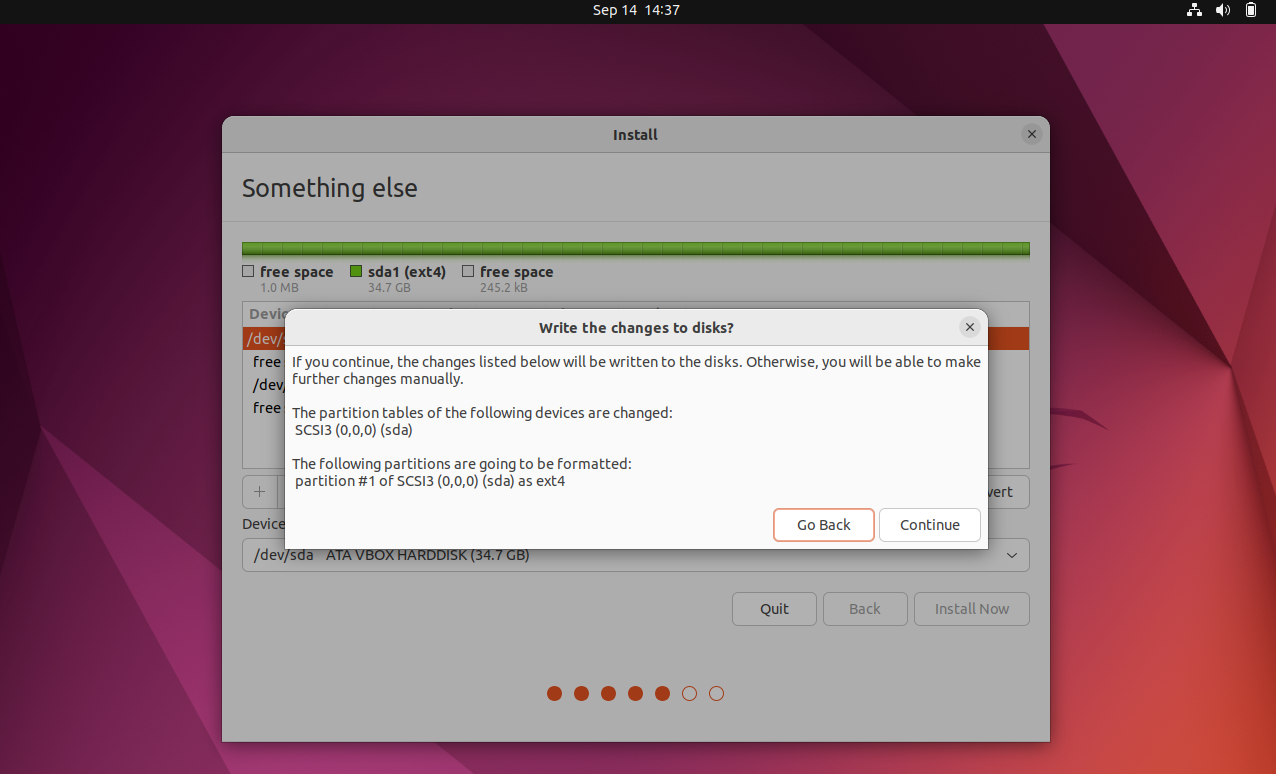 Sep 14 14:37
Install
Something else
free space
sda1 (ext4)
free space
1.0 MB
34.7 GB
245.2 kB
Write the changes to disks?
If you continue, the changes listed below will be written to the disks. Otherwise, you will be able to make
further changes manually.
The partition tables of the following devices are changed:
SCSI3 (0,0,0) (sda)
The following partitions are going to be formatted:
partition #1 of SCSI3 (0,0,0) (sda) as ext4
Go Back
Continue
free
free
Device
/dev/sda ATA VBOX HARDDISK (34.7 GB)
Quit
Back
Install Now